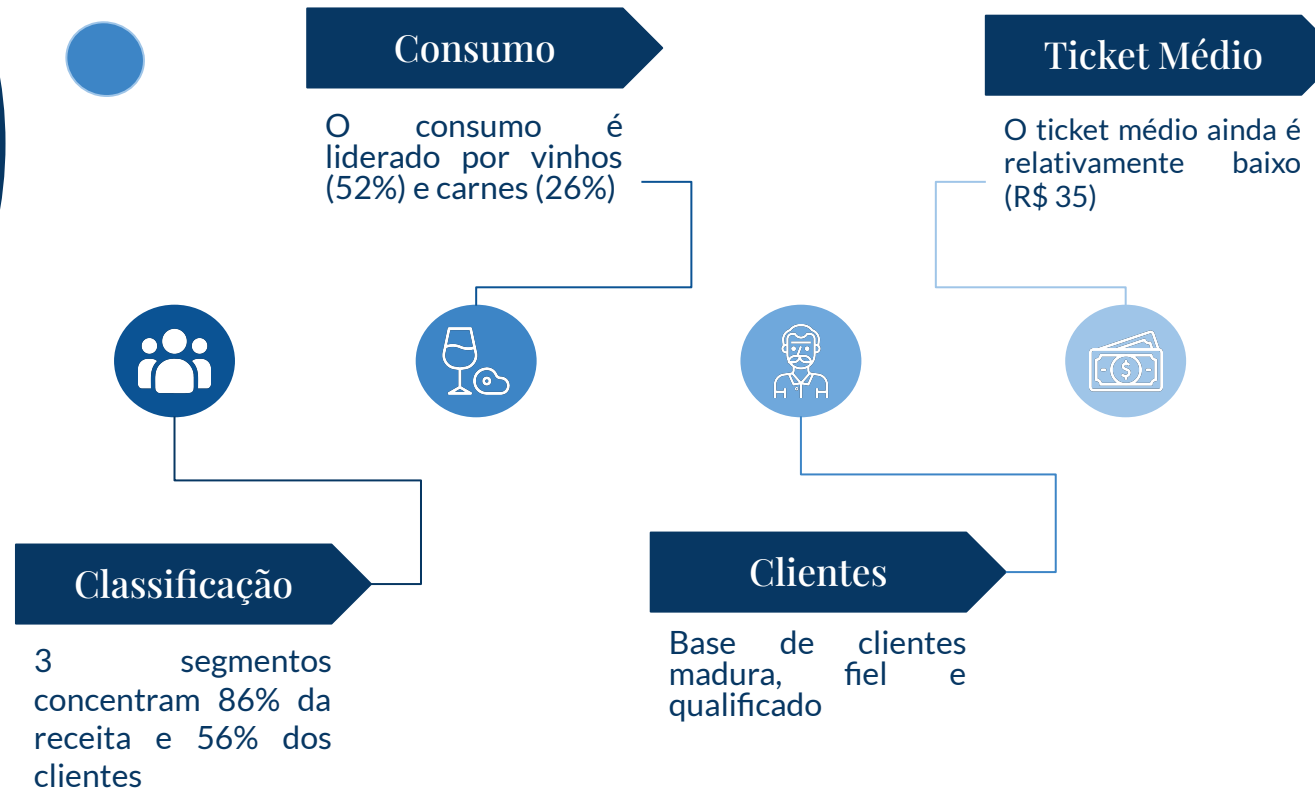 Consumo
O consumo é
liderado por vinhos
(52%) e carnes (26%)
Ticket Médio
O ticket médio ainda é
relativamente baixo
(R$ 35)
Classificação
3 segmentos
concentram 86% da
receita e 56% dos
clientes
Clientes
Base de clientes
madura, fiel e
qualificado